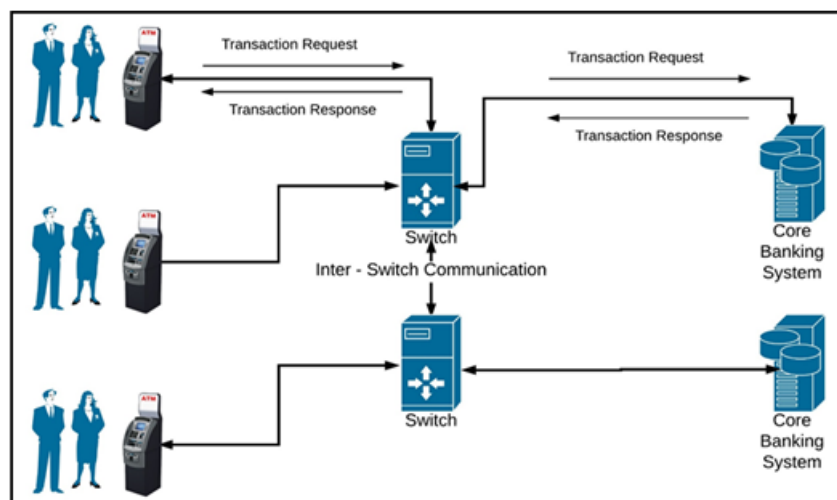 ATM
Transaction Request
Transaction Response
Transaction Request
Transaction Response
Switch
Core
Banking
System
ATM
Inter - Switch Communication
ATM
Switch
Core
Banking
System